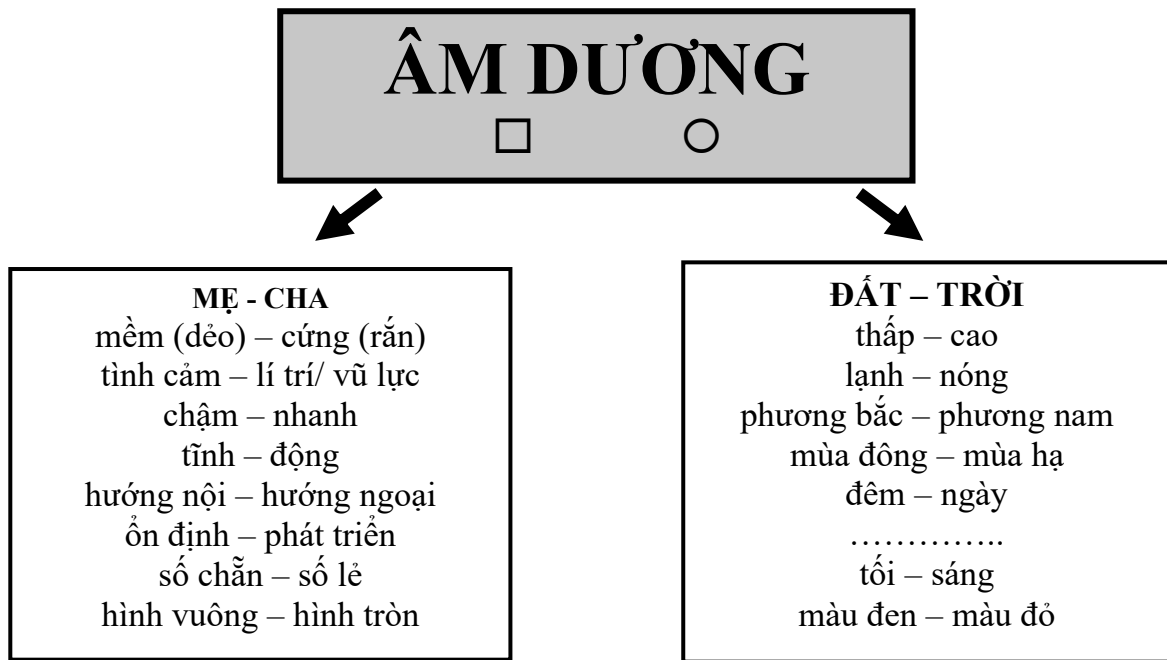 ÂM DƯƠNG
MẸ - CHA
mềm (dẻo) – cứng (rắn)
tình cảm – lí trí/ vũ lực
chậm – nhanh
tĩnh – động
hướng nội – hướng ngoại
ổn định – phát triển
số chẵn – số lẻ
hình vuông – hình tròn
ĐẤT – TRỜI
thấp – cao
lạnh – nóng
phương bắc – phương nam
mùa đông – mùa hạ
đêm – ngày
…………..
tối – sáng
màu đen – màu đỏ